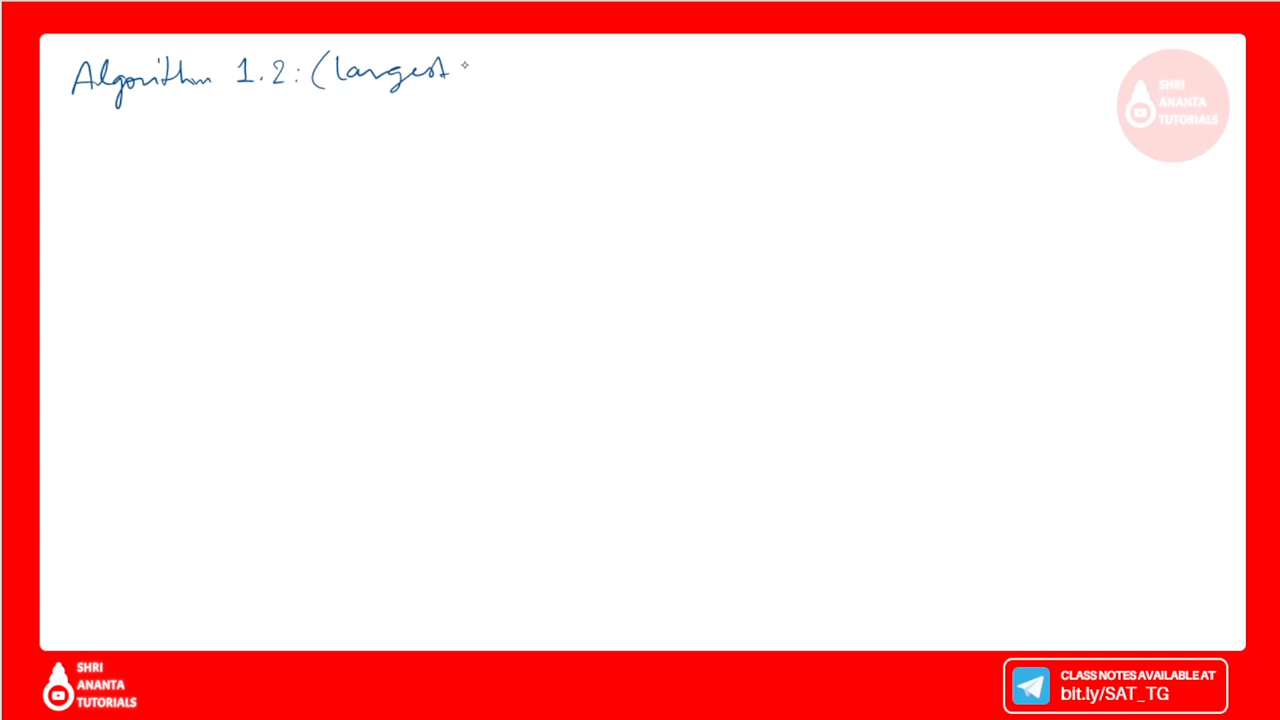 Algorithm 1.2: (Largest
SHRI
ANANTA
TUTORIALS
SHRI
ANANTA
TUTORIALS
CLASS NOTES AVAILABLE AT
bit.ly/SAT_TG